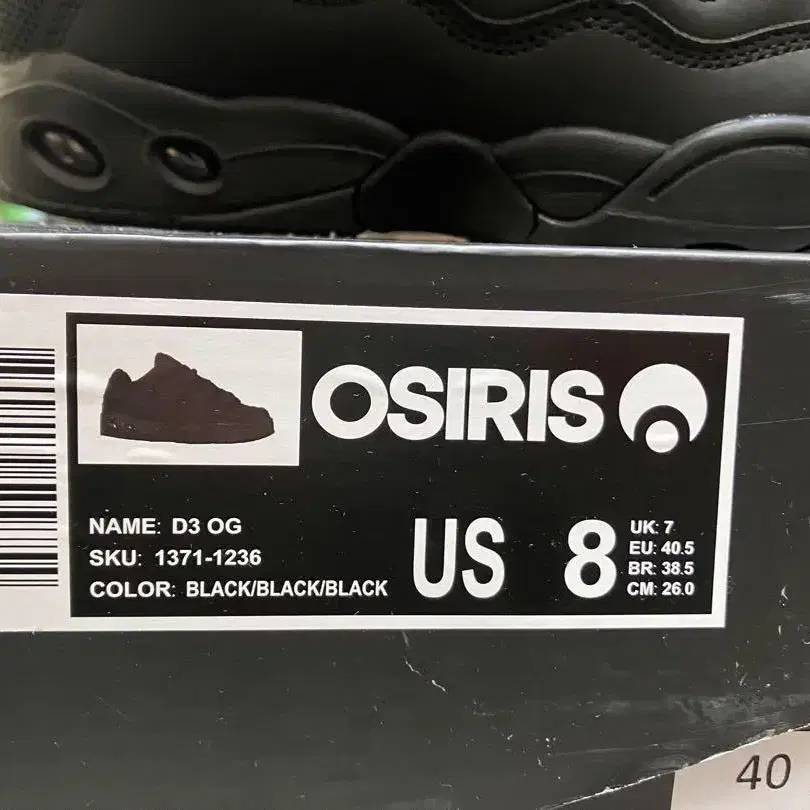 OSIRIS
NAME: D3 OG
SKU: 1371-1236
COLOR: BLACK/BLACK/BLACK
US 8
UK: 7
EU: 40.5
BR: 38.5
CM: 26.0
40